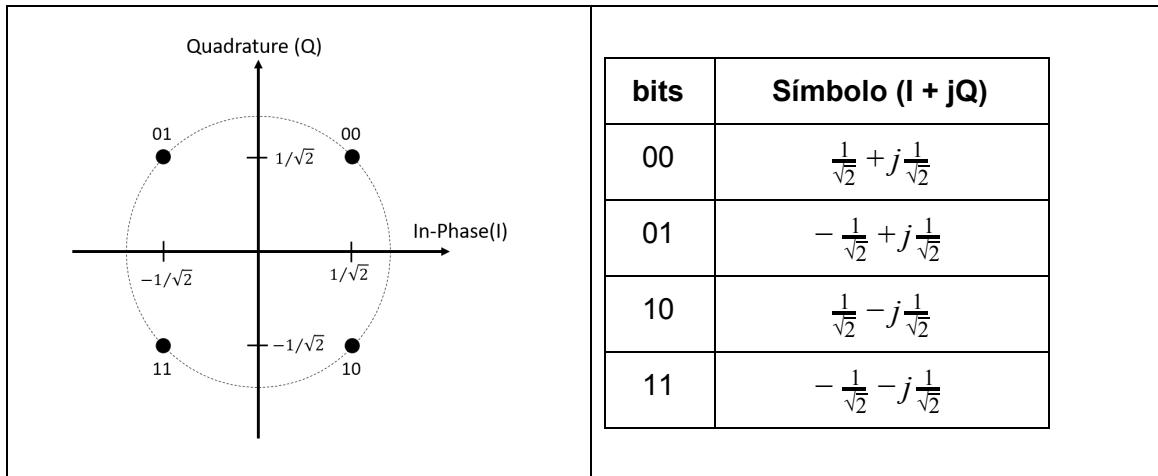 Quadrature (Q)
01
00
1/√2
In-Phase(I)
−1/√2
1/√2
−1/√2
11
10
bits Símbolo (I + jQ)
00 1/√2 + j 1/√2
01 − 1/√2 + j 1/√2
10 1/√2 − j 1/√2
11 − 1/√2 − j 1/√2